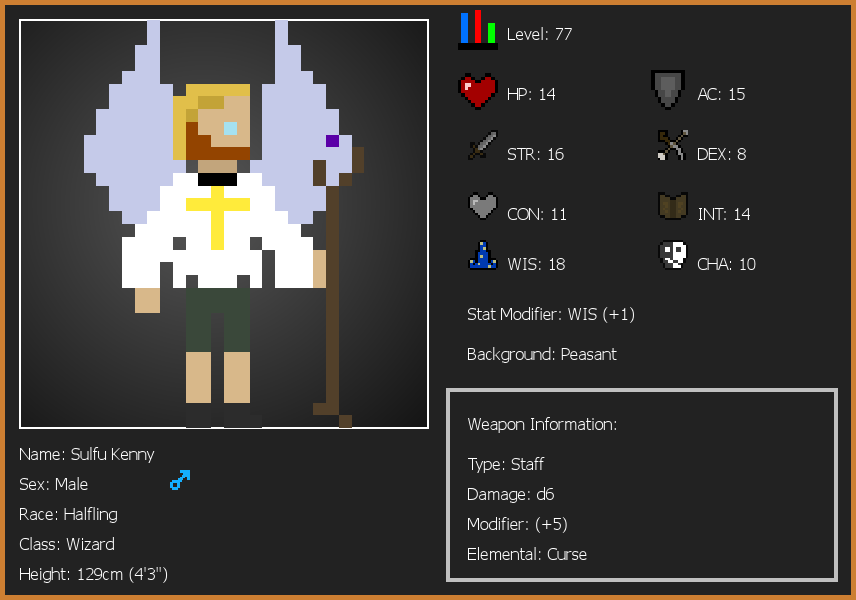 Level: 77
HP: 14
AC: 15
STR: 16
DEX: 8
CON: 11
INT: 14
WIS: 18
CHA: 10
Stat Modifier: WIS (+1)
Background: Peasant
Weapon Information:
Type: Staff
Damage: d6
Modifier: (+5)
Elemental: Curse
Name: Sulfu Kenny
Sex: Male
Race: Halfling
Class: Wizard
Height: 129cm (4'3")